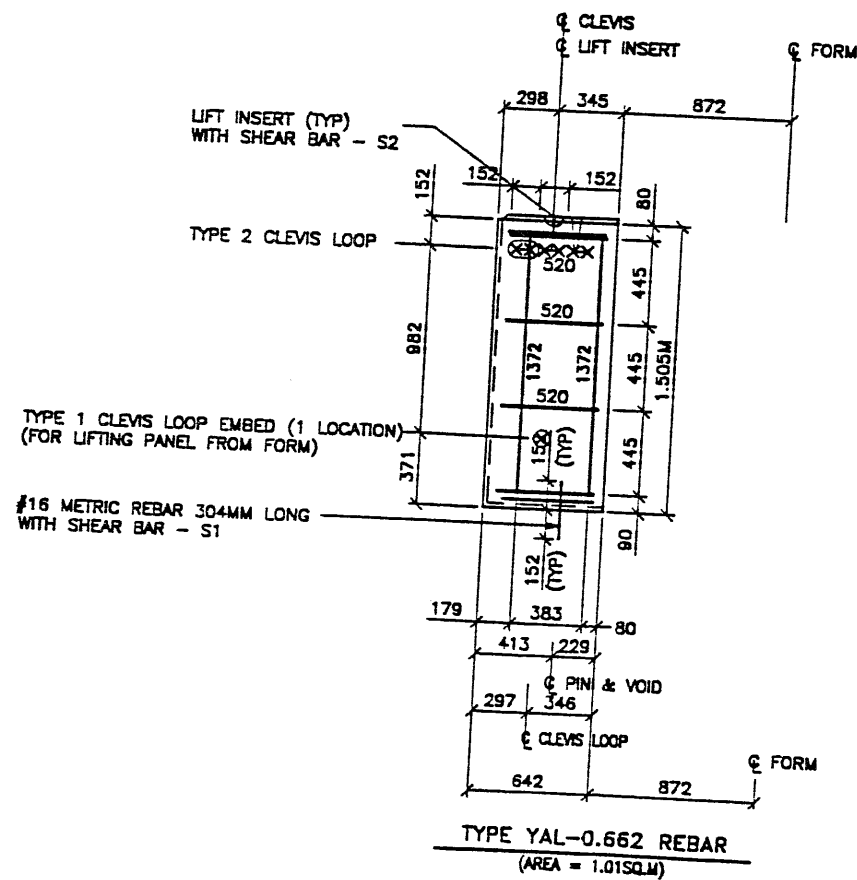 ℄ CLEVIS
℄ LIFT INSERT
℄ FORM
298 345 872
LIFT INSERT (TYP)
WITH SHEAR BAR – S2
152 152
152
80
TYPE 2 CLEVIS LOOP
520
445
520
982
1372 1372
445
1.505M
520
TYPE 1 CLEVIS LOOP EMBED (1 LOCATION)
(FOR LIFTING PANEL FROM FORM)
152
(TYP)
445
371
#16 METRIC REBAR 304MM LONG
WITH SHEAR BAR – S1
90
152
(TYP)
179 383 80
413 229
℄ PIN & VOID
297 346
℄ CLEVIS LOOP
℄ FORM
642 872
TYPE YAL-0.662 REBAR
(AREA = 1.01SQ.M)